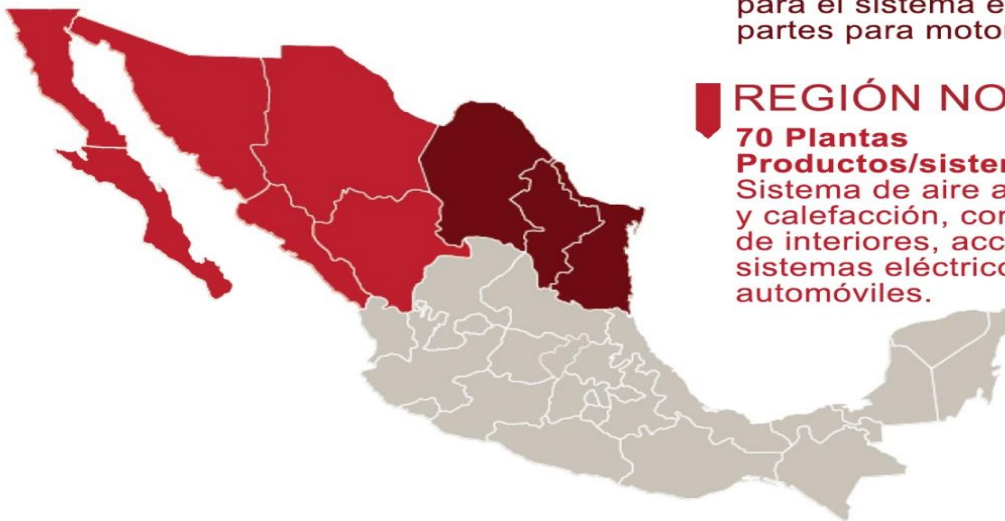 para el sistema e
partes para motor
REGIÓN NO
70 Plantas
Productos/sister
Sistema de aire a
y calefacción, cor
de interiores, acc
sistemas eléctrico
automóviles.